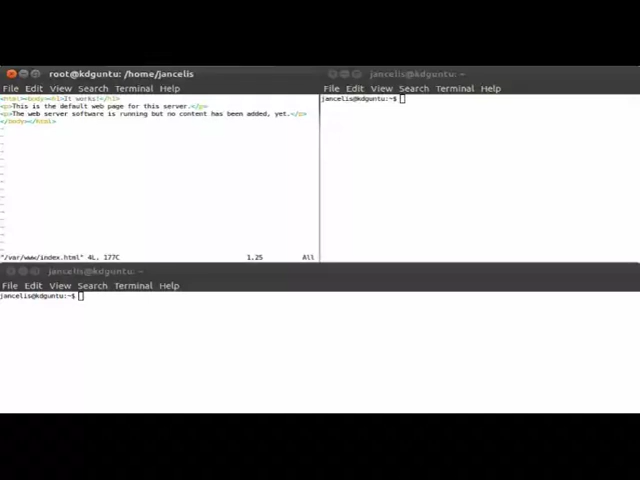 root@kdguntu: /home/jancelis
File Edit View Search Terminal Help
<html><body><h1>It works!</h1>
<p>This is the default web page for this server.</p>
<p>The web server software is running but no content has been added, yet.</p>
</body></html>
~
"/var/www/index.html" 4L, 177C 1,25 All
jancelis@kdguntu: ~
File Edit View Search Terminal Help
jancelis@kdguntu:~$
jancelis@kdguntu: ~
File Edit View Search Terminal Help
jancelis@kdguntu:~$